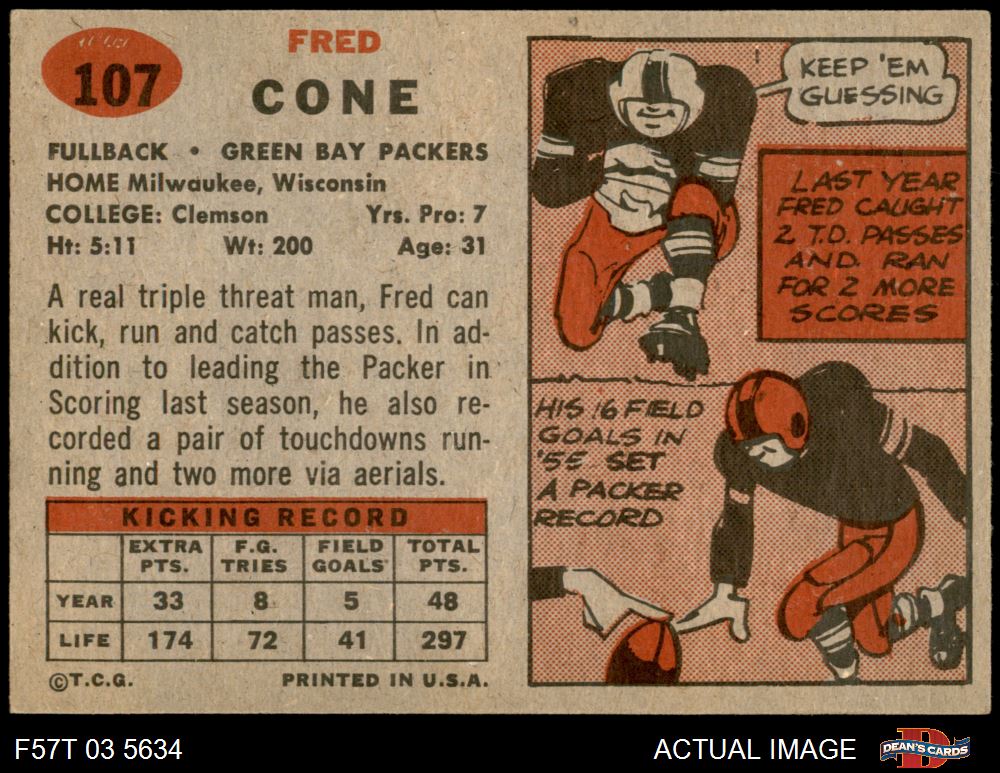 107
FRED
CONE
FULLBACK • GREEN BAY PACKERS
HOME Milwaukee, Wisconsin
COLLEGE: Clemson Yrs. Pro: 7
Ht: 5:11 Wt: 200 Age: 31
A real triple threat man, Fred can
kick, run and catch passes. In ad-
dition to leading the Packer in
Scoring last season, he also re-
corded a pair of touchdowns run-
ning and two more via aerials.
KICKING RECORD
EXTRA PTS. F.G. TRIES FIELD GOALS TOTAL PTS.
YEAR 33 8 5 48
LIFE 174 72 41 297
©T.C.G. PRINTED IN U.S.A.
KEEP 'EM
GUESSING
LAST YEAR
FRED CAUGHT
2 T.D. PASSES
AND RAN
FOR 2 MORE
SCORES
HIS 16 FIELD
GOALS IN
'55 SET
A PACKER
RECORD
F57T 03 5634
ACTUAL IMAGE
DEAN'S CARDS